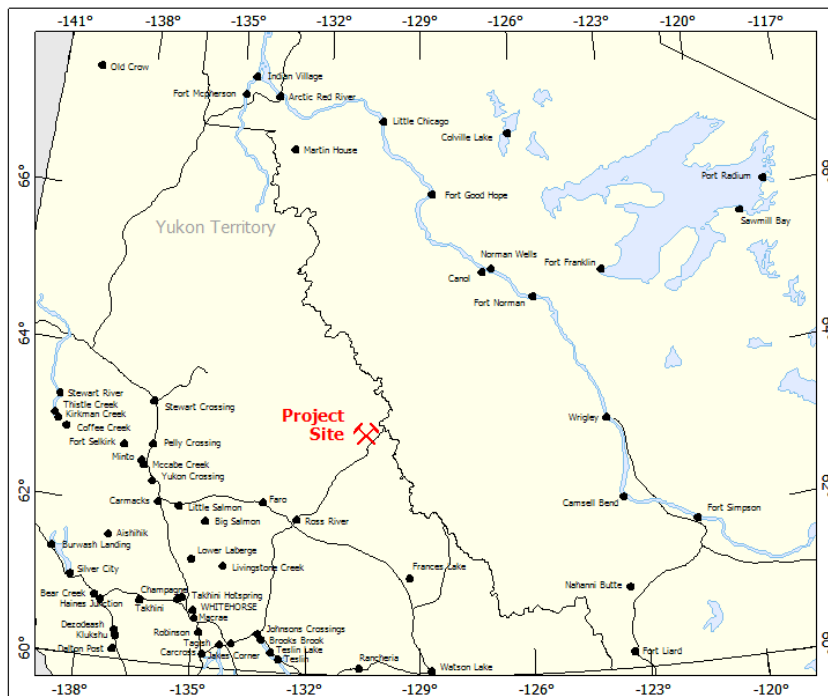 -141° -138° -135° -132° -129° -126° -123° -120° -117°
Old Crow
Indian Village
Fort Mcpherson
Arctic Red River
Little Chicago
Colville Lake
Martin House
66°
Port Radium
Fort Good Hope
Sawmill Bay
Yukon Territory
Norman Wells
Fort Franklin
Canol
Fort Norman
64°
Stewart River
Thistle Creek
Stewart Crossing
Kirkman Creek
Project
Site
Wrigley
Coffee Creek
Fort Selkirk
Pelly Crossing
Minto
Mccabe Creek
Yukon Crossing
62°
Carmacks
Faro
Camsell Bend
Little Salmon
Fort Simpson
Big Salmon
Ross River
Aishihik
Burwash Landing
Lower Laberge
Livingstone Creek
Silver City
Frances Lake
Nahanni Butte
Bear Creek
Champagne
Takhini Hotspring
Haines Junction
Takhini
WHITEHORSE
Macrae
Dezodeash
Robinson
Johnsons Crossings
Klukshu
Tagish
Brooks Brook
60°
Dalton Post
Carcross
Jakes Corner
Teslin Lake
Teslin
Fort Liard
Rancheria
Watson Lake
-138° -135° -132° -129° -126° -123° -120°